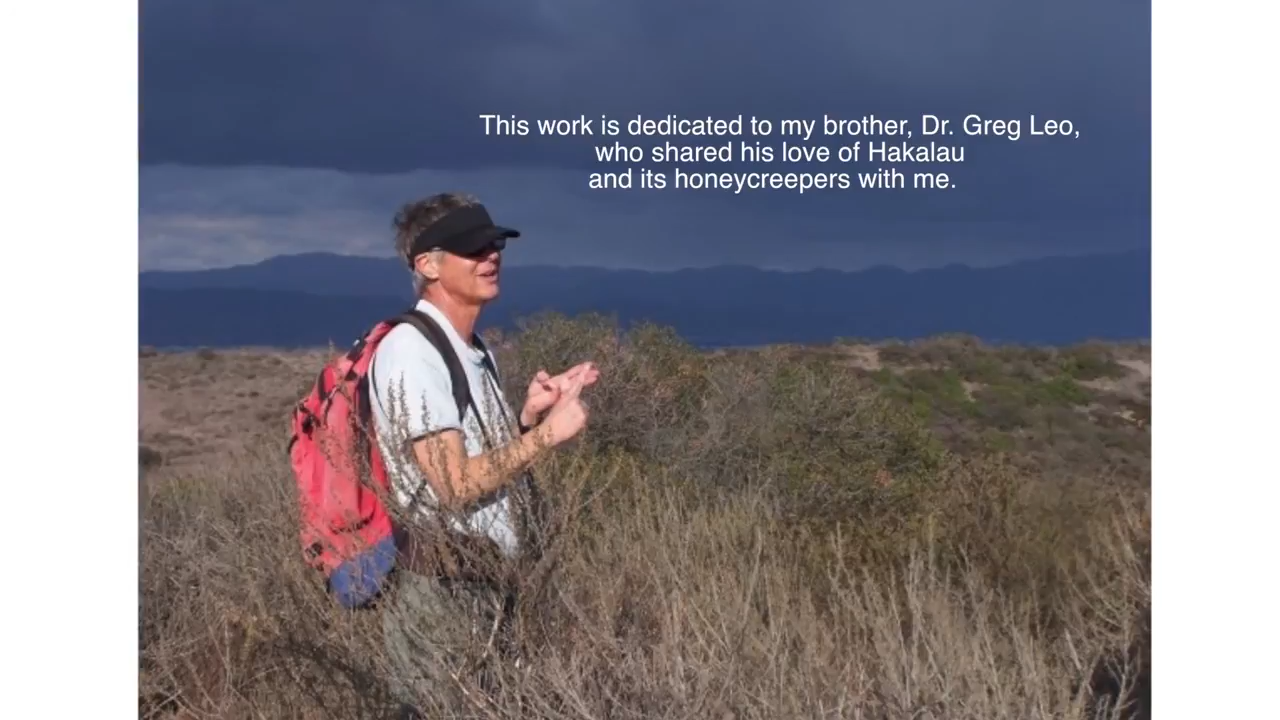 This work is dedicated to my brother, Dr. Greg Leo,
who shared his love of Hakalau
and its honeycreepers with me.